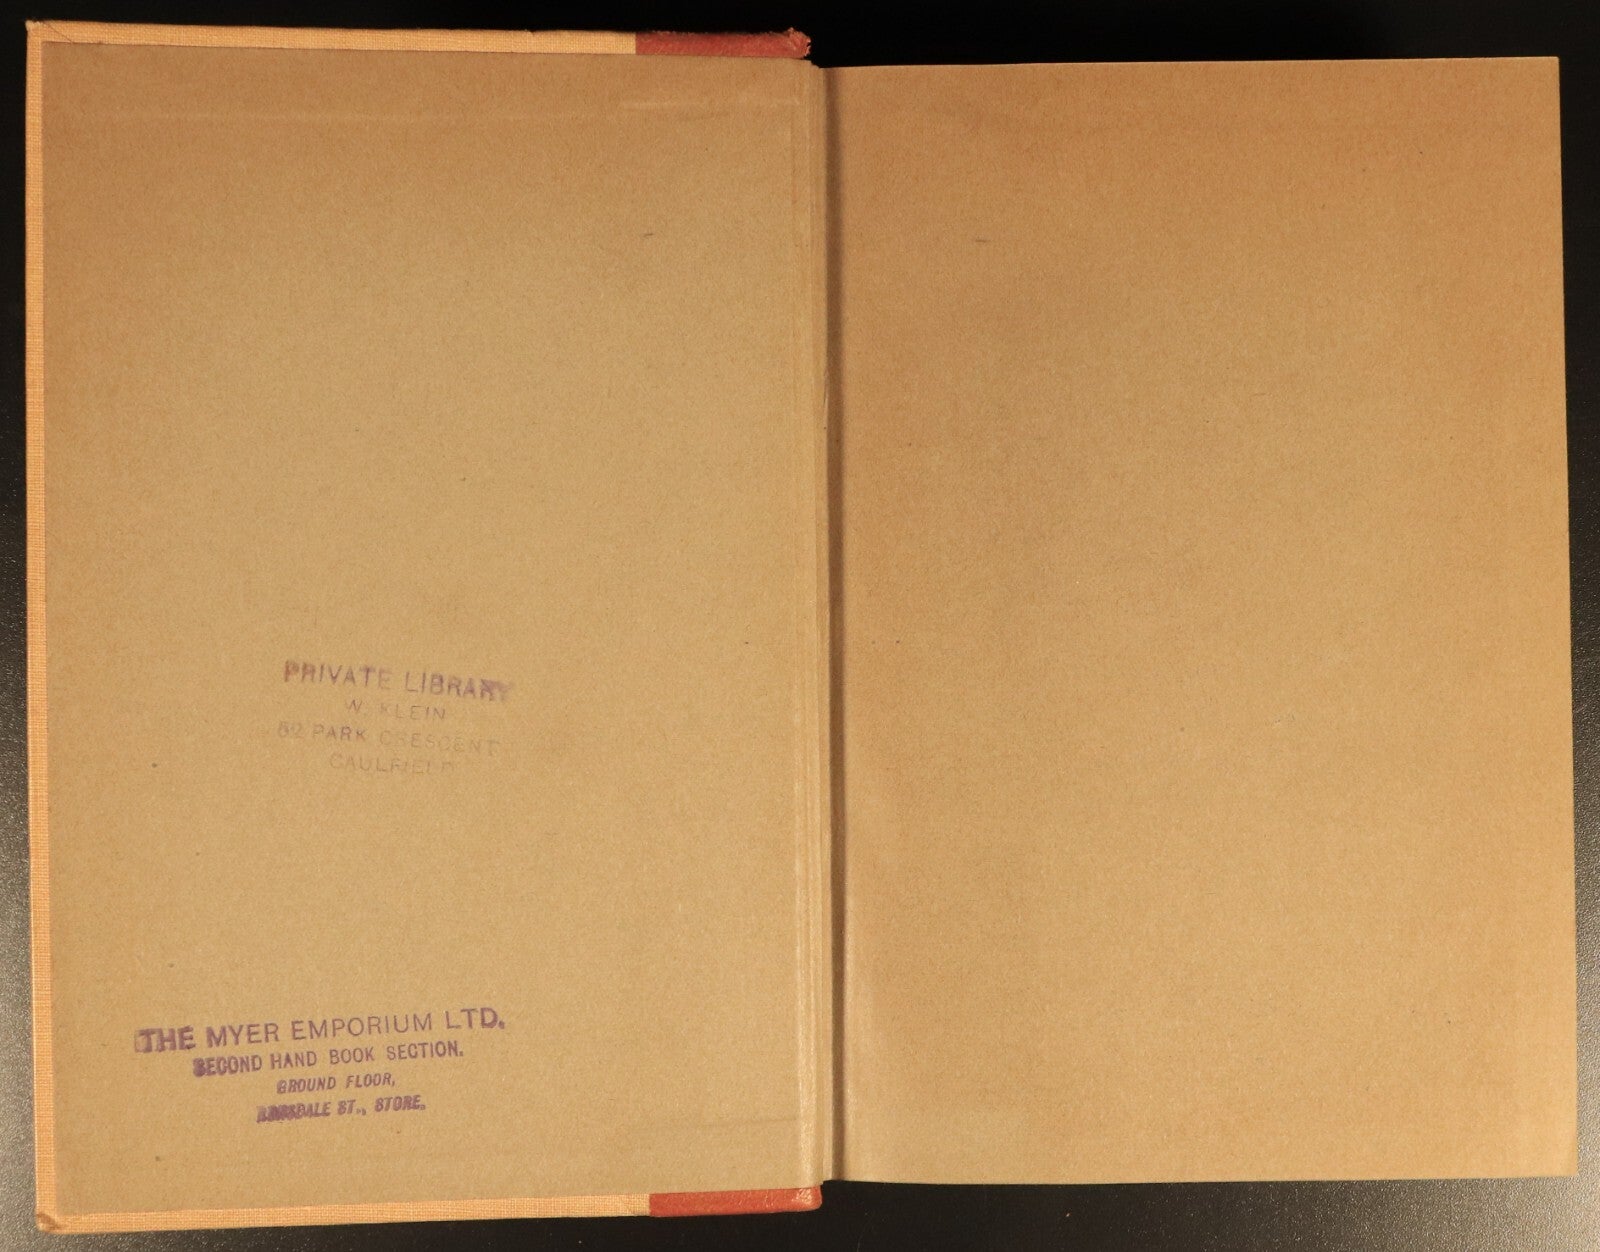 PRIVATE LIBRARY
W. KLEIN
52 PARK CRESCENT
CAULFIELD
THE MYER EMPORIUM LTD.
SECOND HAND BOOK SECTION.
GROUND FLOOR,
LONSDALE ST., STORE.